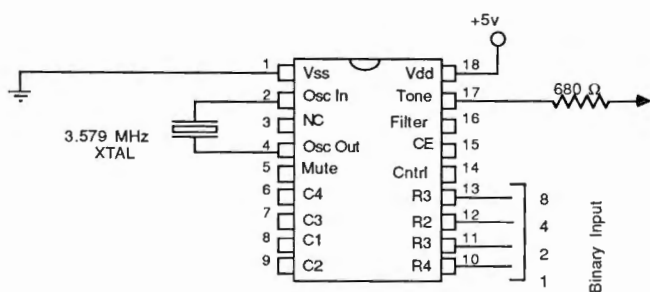 +5v
1 Vss Vdd 18
2 Osc In Tone 17 680 Ω
3 NC Filter 16
3.579 MHz
XTAL
4 Osc Out CE 15
5 Mute Cntrl 14
6 C4 R3 13 8
7 C3 R2 12 4
8 C1 R3 11 2
9 C2 R4 10 1
Binary Input